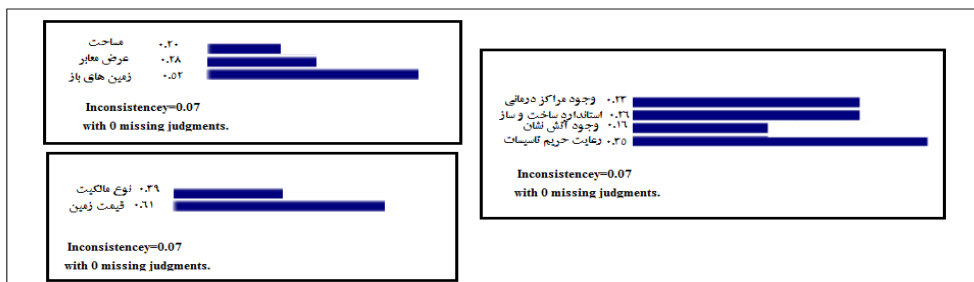 مساحت ۰.۲۰
عرض معابر ۰.۲۸
زمین های باز ۰.۵۲
Inconsistencey=0.07
with 0 missing judgments.
وجود مراکز درمانی ۰.۲۳
استاندارد ساخت و ساز ۰.۲۶
وجود آتش نشان ۰.۱۶
رعایت حریم تاسیسات ۰.۳۵
Inconsistencey=0.07
with 0 missing judgments.
نوع مالکیت ۰.۳۹
قیمت زمین ۰.۶۱
Inconsistencey=0.07
with 0 missing judgments.